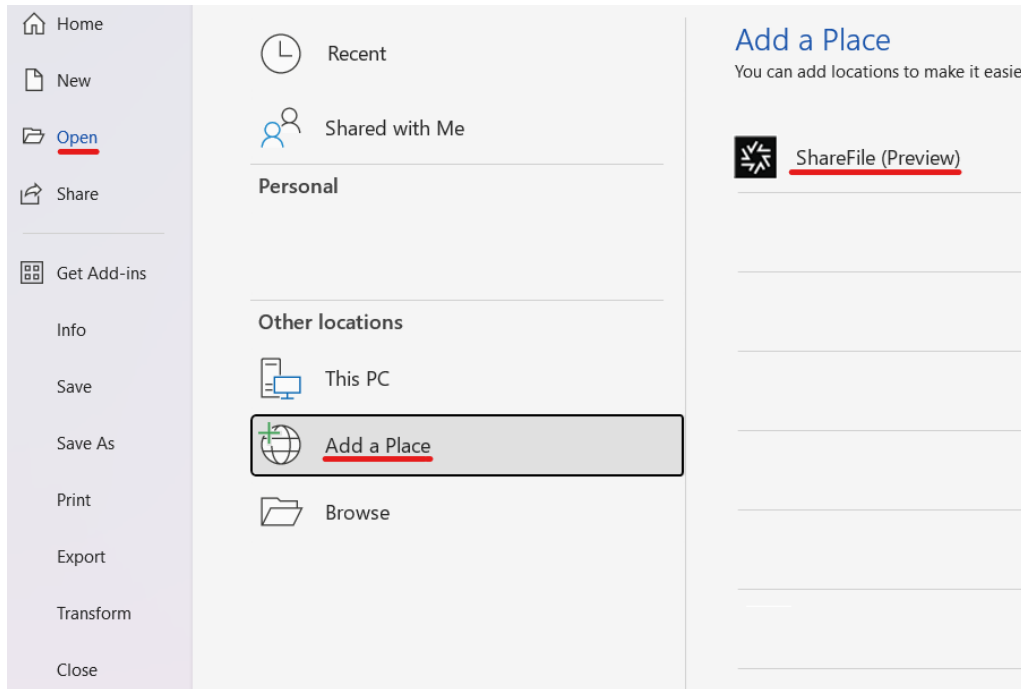 Home
New
Open
Share
Get Add-ins
Info
Save
Save As
Print
Export
Transform
Close
Recent
Shared with Me
Personal
Other locations
This PC
Add a Place
Browse
Add a Place
You can add locations to make it easie
ShareFile (Preview)